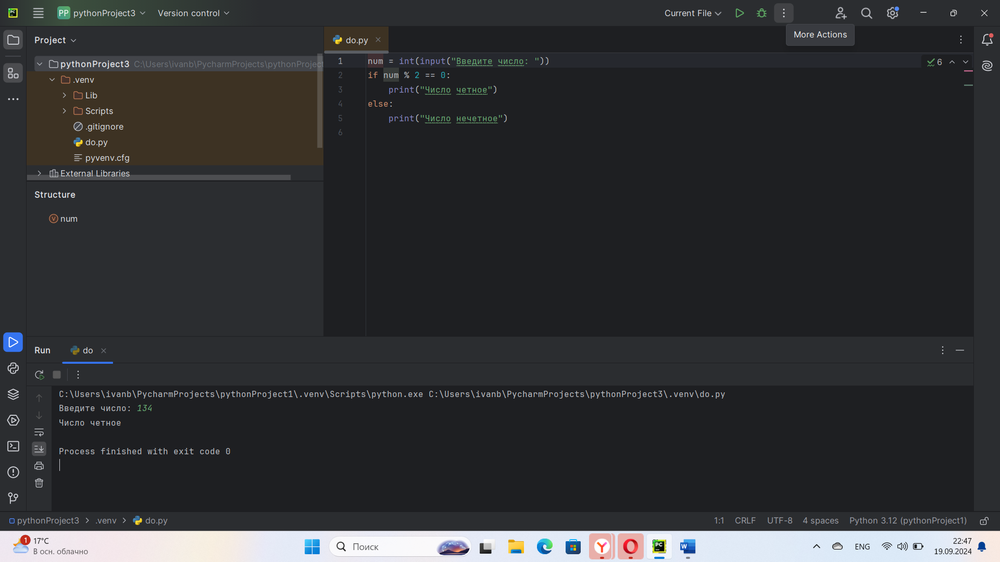 PP pythonProject3 Version control Current File
More Actions
Project
do.py
pythonProject3 C:\Users\ivanb\PycharmProjects\pythonProject
.venv
Lib
Scripts
.gitignore
do.py
pyvenv.cfg
External Libraries
1 num = int(input("Введите число: "))
2 if num % 2 == 0:
3 print("Число четное")
4 else:
5 print("Число нечетное")
6
6
Structure
num
Run do
C:\Users\ivanb\PycharmProjects\pythonProject1\.venv\Scripts\python.exe C:\Users\ivanb\PycharmProjects\pythonProject3\.venv\do.py
Введите число: 134
Число четное
Process finished with exit code 0
pythonProject3 > .venv > do.py 1:1 CRLF UTF-8 4 spaces Python 3.12 (pythonProject1)
1 17°C
В осн. облачно
Поиск
ENG
22:47
19.09.2024